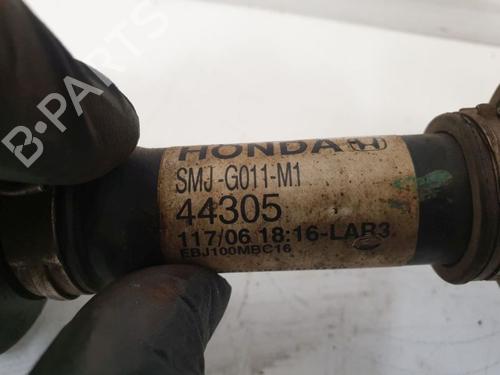 B-PARTS
HONDA
SMJ-G011-M1
44305
117/06 18:16-LAR3
EBJ100MBC16